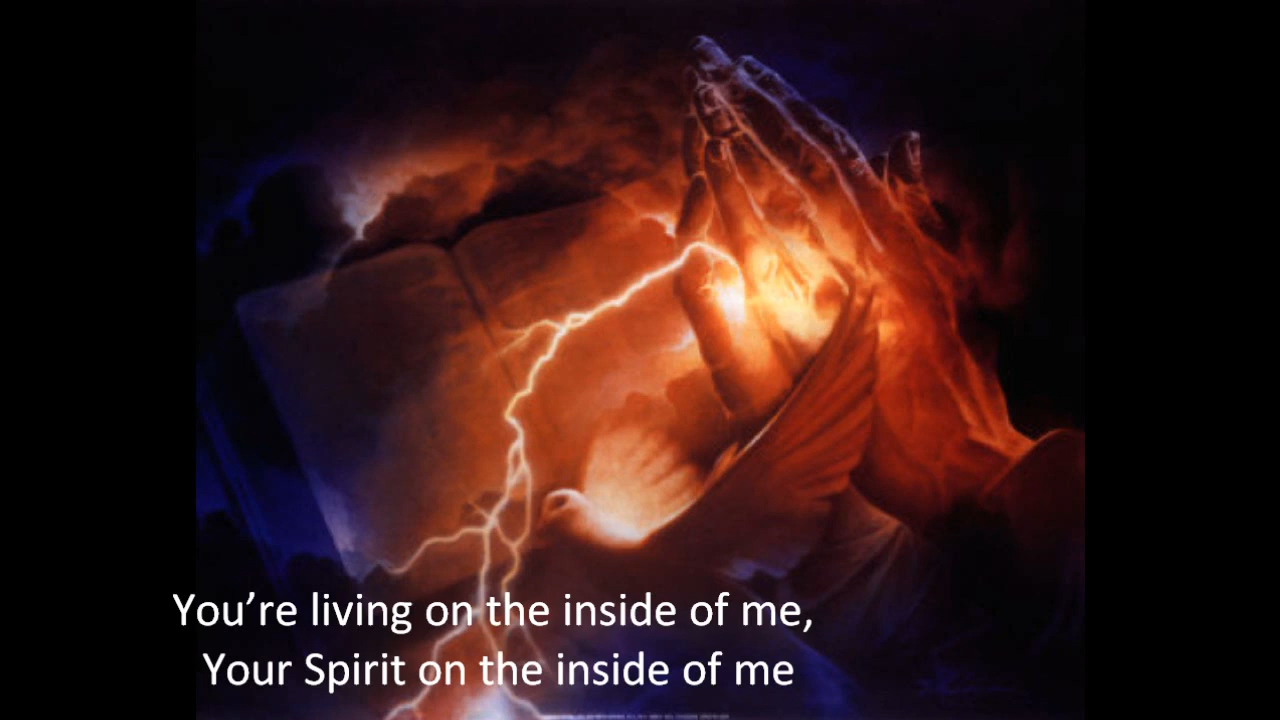 You’re living on the inside of me,
Your Spirit on the inside of me